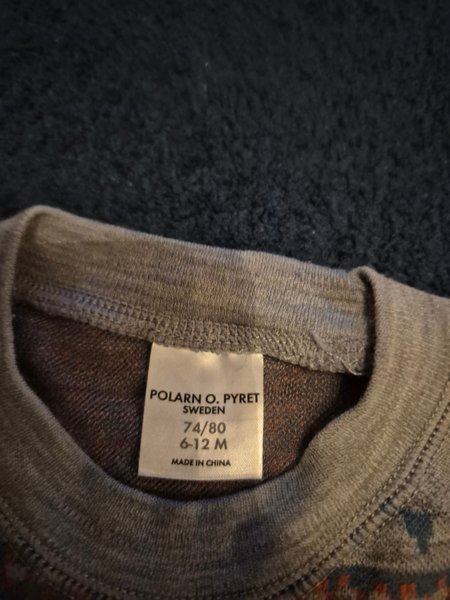 POLARN O. PYRET
SWEDEN
74/80
6-12 M
MADE IN CHINA